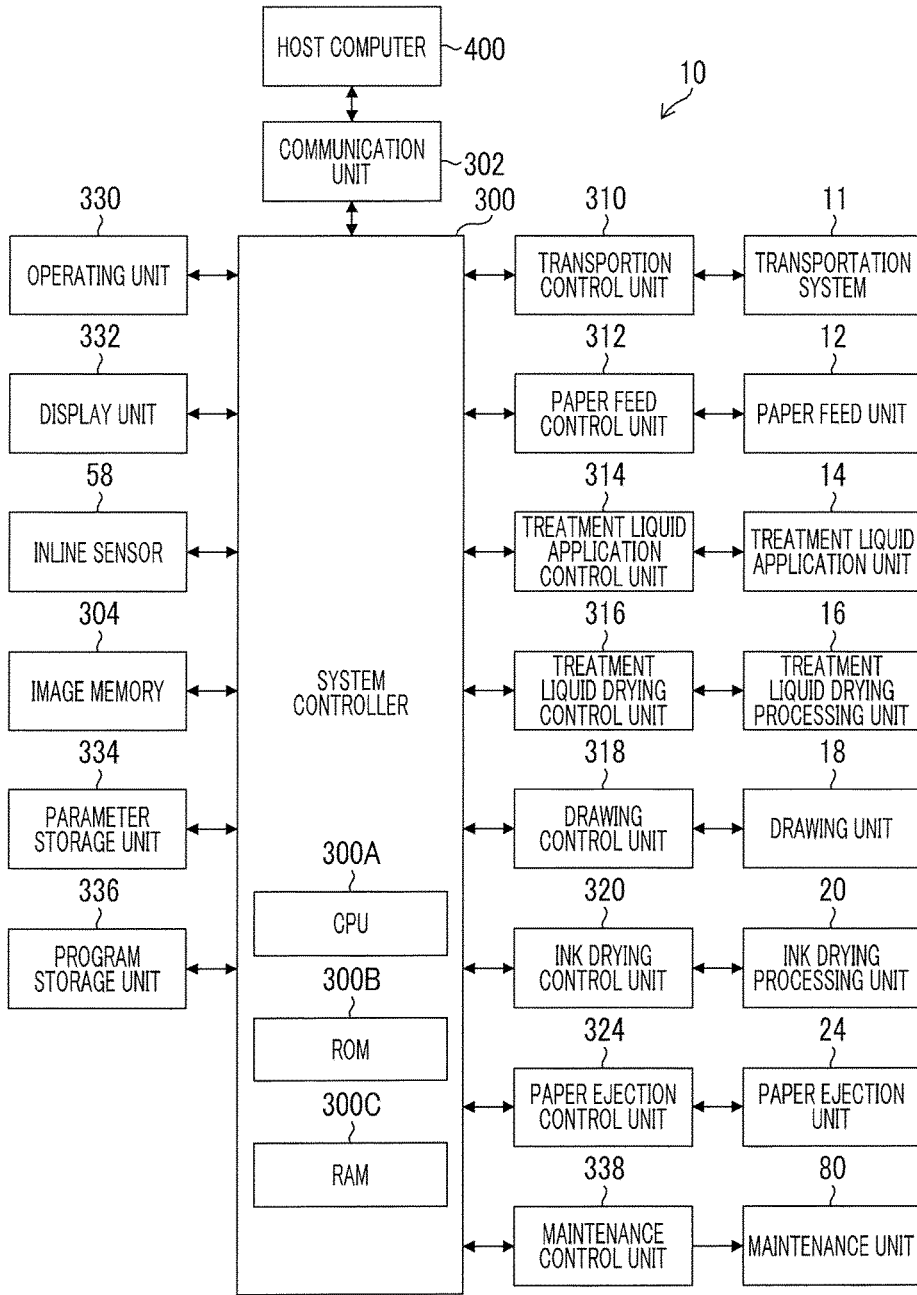 HOST COMPUTER
400
10
COMMUNICATION
UNIT
302
300
330
OPERATING UNIT
310
TRANSPORTION
CONTROL UNIT
11
TRANSPORTATION
SYSTEM
332
DISPLAY UNIT
312
PAPER FEED
CONTROL UNIT
12
PAPER FEED UNIT
58
INLINE SENSOR
314
TREATMENT LIQUID
APPLICATION
CONTROL UNIT
14
TREATMENT LIQUID
APPLICATION UNIT
304
IMAGE MEMORY
SYSTEM
CONTROLLER
316
TREATMENT
LIQUID DRYING
CONTROL UNIT
16
TREATMENT
LIQUID DRYING
PROCESSING UNIT
334
PARAMETER
STORAGE UNIT
318
DRAWING
CONTROL UNIT
18
DRAWING UNIT
336
PROGRAM
STORAGE UNIT
300A
CPU
320
INK DRYING
CONTROL UNIT
20
INK DRYING
PROCESSING UNIT
300B
ROM
324
PAPER EJECTION
CONTROL UNIT
24
PAPER EJECTION
UNIT
300C
RAM
338
MAINTENANCE
CONTROL UNIT
80
MAINTENANCE UNIT